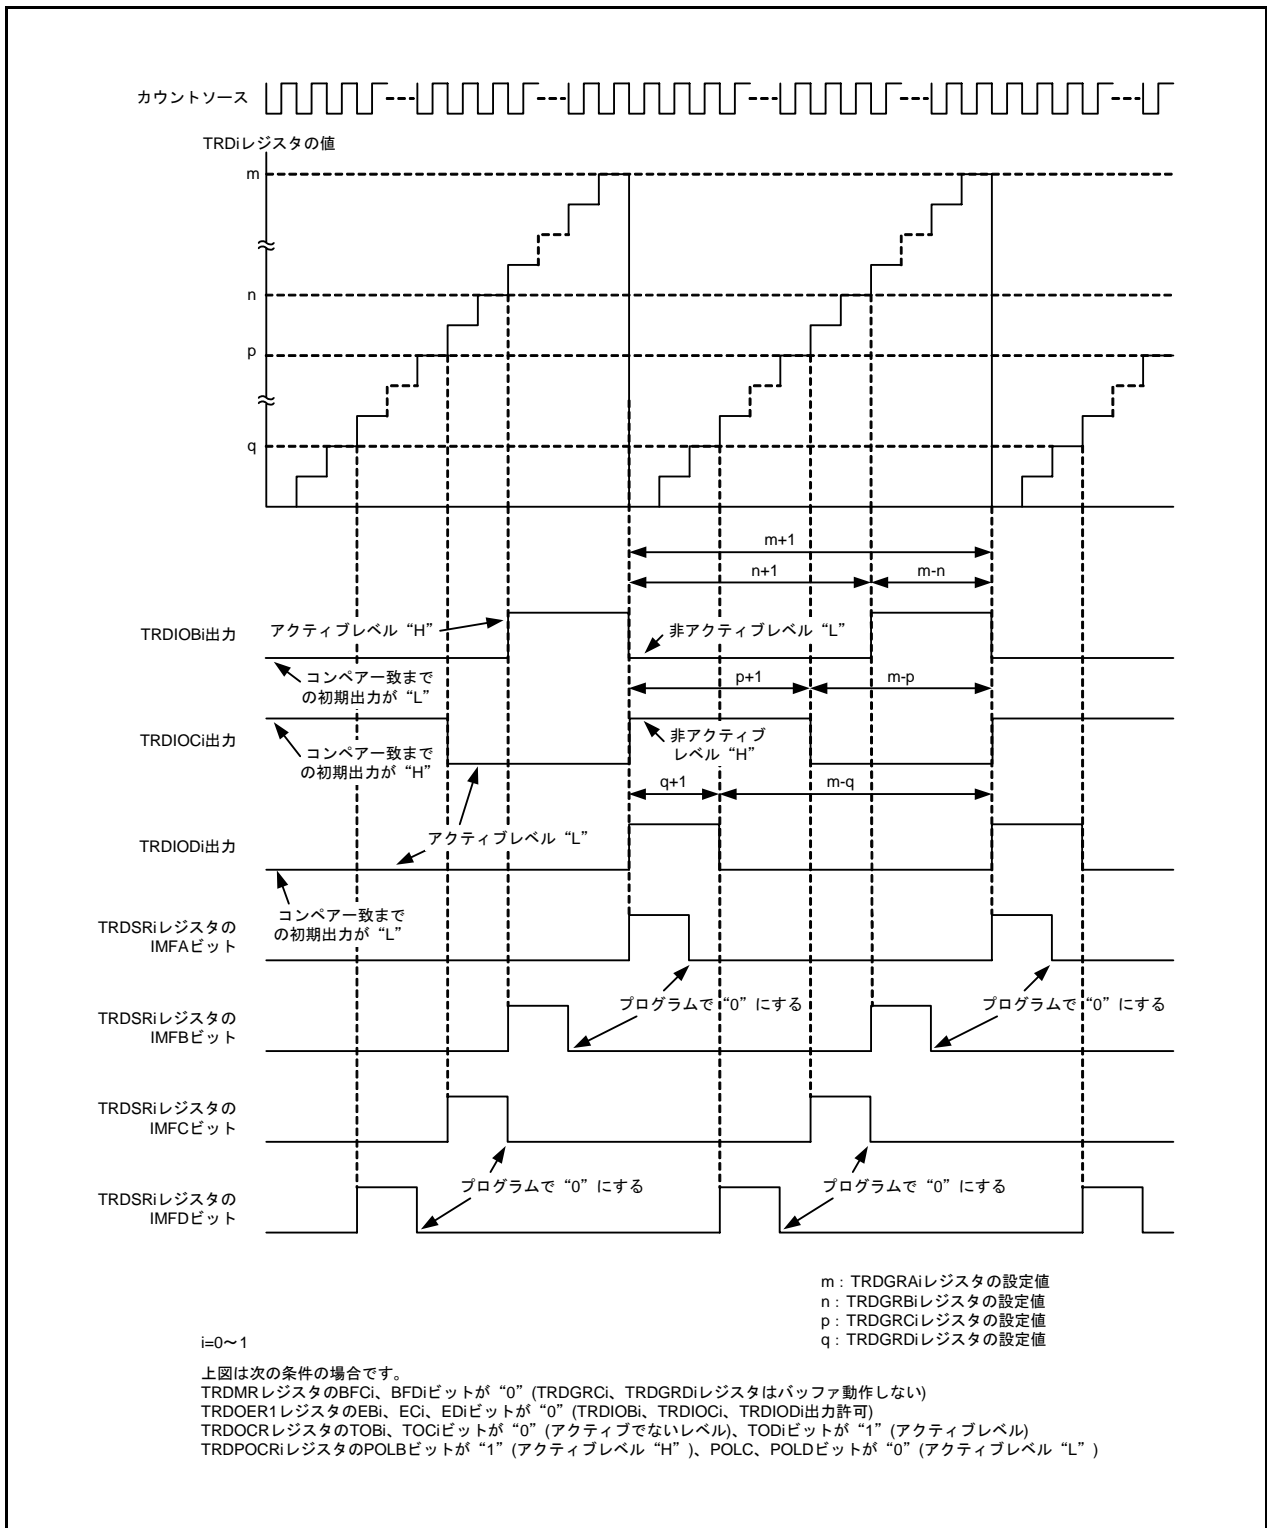 カウントソース
TRDiレジスタの値
m
n
p
q
m+1
n+1
m-n
TRDIOBi出力
アクティブレベル“H”
非アクティブレベル“L”
コンペア一致まで
の初期出力が“L”
p+1
m-p
TRDIOCi出力
コンペア一致まで
の初期出力が“H”
非アクティブ
レベル“H”
q+1
m-q
TRDIODi出力
アクティブレベル“L”
コンペア一致まで
の初期出力が“L”
TRDSRiレジスタの
IMFAビット
プログラムで“0”にする
プログラムで“0”にする
TRDSRiレジスタの
IMFBビット
TRDSRiレジスタの
IMFCビット
プログラムで“0”にする
プログラムで“0”にする
TRDSRiレジスタの
IMFDビット
m：TRDGRAiレジスタの設定値
n：TRDGRBiレジスタの設定値
p：TRDGRCiレジスタの設定値
q：TRDGRDiレジスタの設定値
i=0～1
上図は次の条件の場合です。
TRDMRレジスタのBFCi、BFDiビットが“0”(TRDGRCi、TRDGRDiレジスタはバッファ動作しない)
TRDOER1レジスタのEBi、ECi、EDiビットが“0”(TRDIOBi、TRDIOCi、TRDIODi出力許可)
TRDOCRレジスタのTOBi、TOCiビットが“0”(アクティブでないレベル)、TODiビットが“1”(アクティブレベル)
TRDPOCRiレジスタのPOLBビットが“1”(アクティブレベル“H”)、POLC、POLDビットが“0”(アクティブレベル“L”)